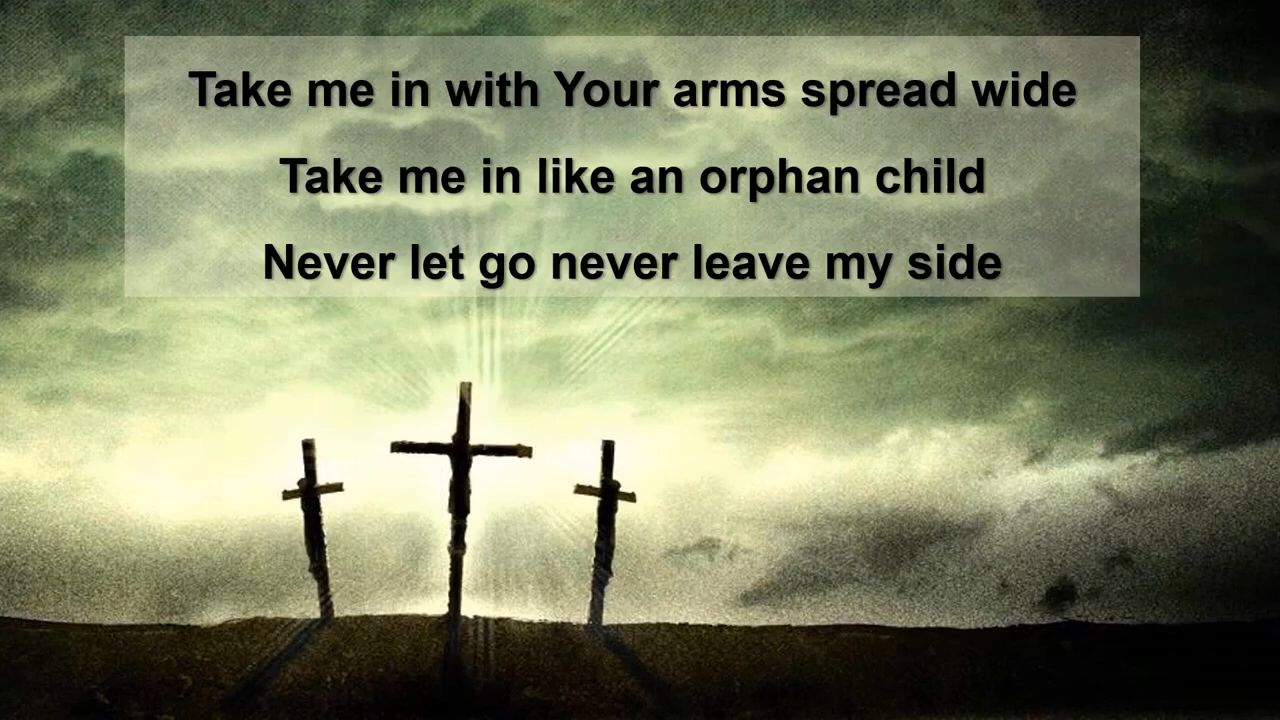 Take me in with Your arms spread wide
Take me in like an orphan child
Never let go never leave my side